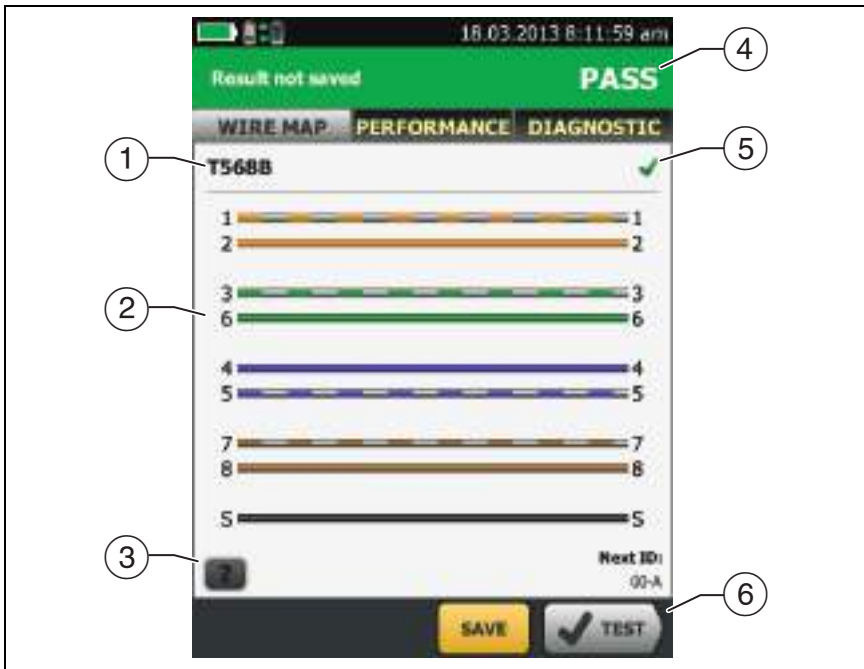 18.03.2013 8:11:59 am
Result not saved
PASS
WIRE MAP PERFORMANCE DIAGNOSTIC
T568B
1 1
2 2
3 3
6 6
4 4
5 5
7 7
8 8
S S
?
Next ID:
00-A
SAVE
TEST
1
2
3
4
5
6